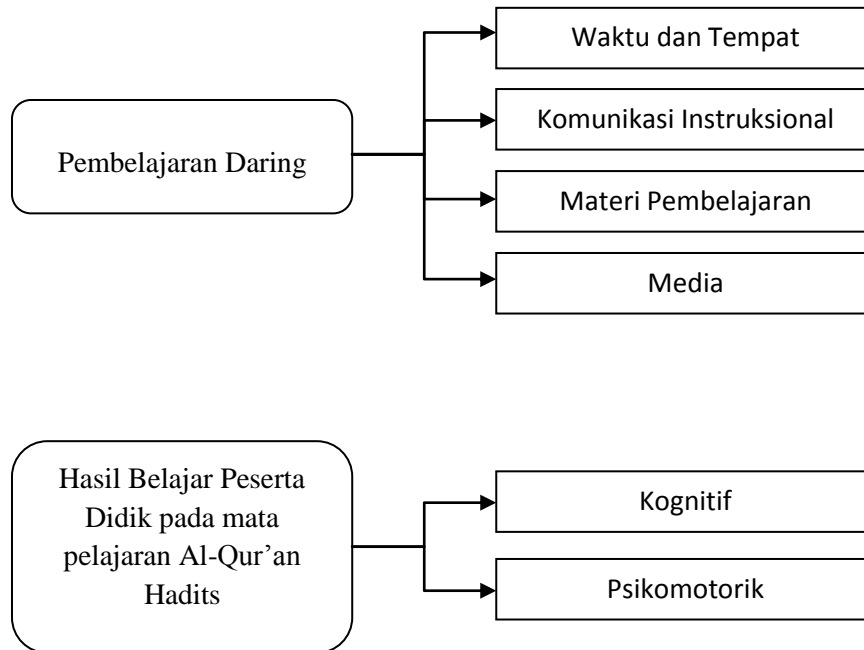 Pembelajaran Daring
Waktu dan Tempat
Komunikasi Instruksional
Materi Pembelajaran
Media
Hasil Belajar Peserta
Didik pada mata
pelajaran Al-Qur’an
Hadits
Kognitif
Psikomotorik